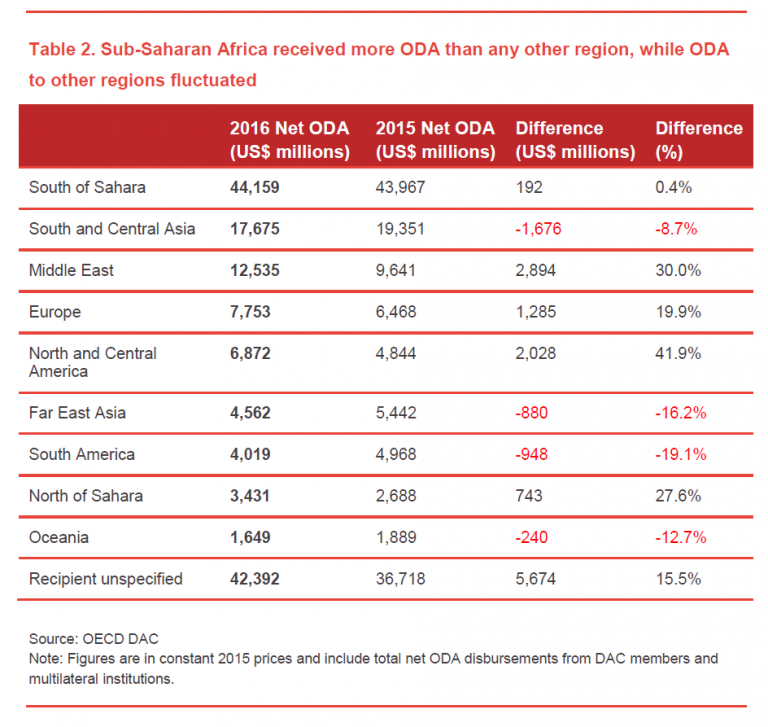 Table 2. Sub-Saharan Africa received more ODA than any other region, while ODA
to other regions fluctuated
2016 Net ODA 2015 Net ODA Difference Difference
(US$ millions) (US$ millions) (US$ millions) (%)
South of Sahara 44,159 43,967 192 0.4%
South and Central Asia 17,675 19,351 -1,676 -8.7%
Middle East 12,535 9,641 2,894 30.0%
Europe 7,753 6,468 1,285 19.9%
North and Central 6,872 4,844 2,028 41.9%
America
Far East Asia 4,562 5,442 -880 -16.2%
South America 4,019 4,968 -948 -19.1%
North of Sahara 3,431 2,688 743 27.6%
Oceania 1,649 1,889 -240 -12.7%
Recipient unspecified 42,392 36,718 5,674 15.5%
Source: OECD DAC
Note: Figures are in constant 2015 prices and include total net ODA disbursements from DAC members and
multilateral institutions.